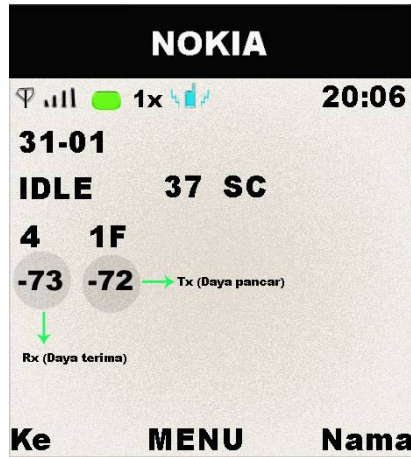 NOKIA
1x 20:06
31-01
IDLE 37 SC
4 1F
-73 -72 Tx (Daya pancar)
Rx (Daya terima)
Ke MENU Nama